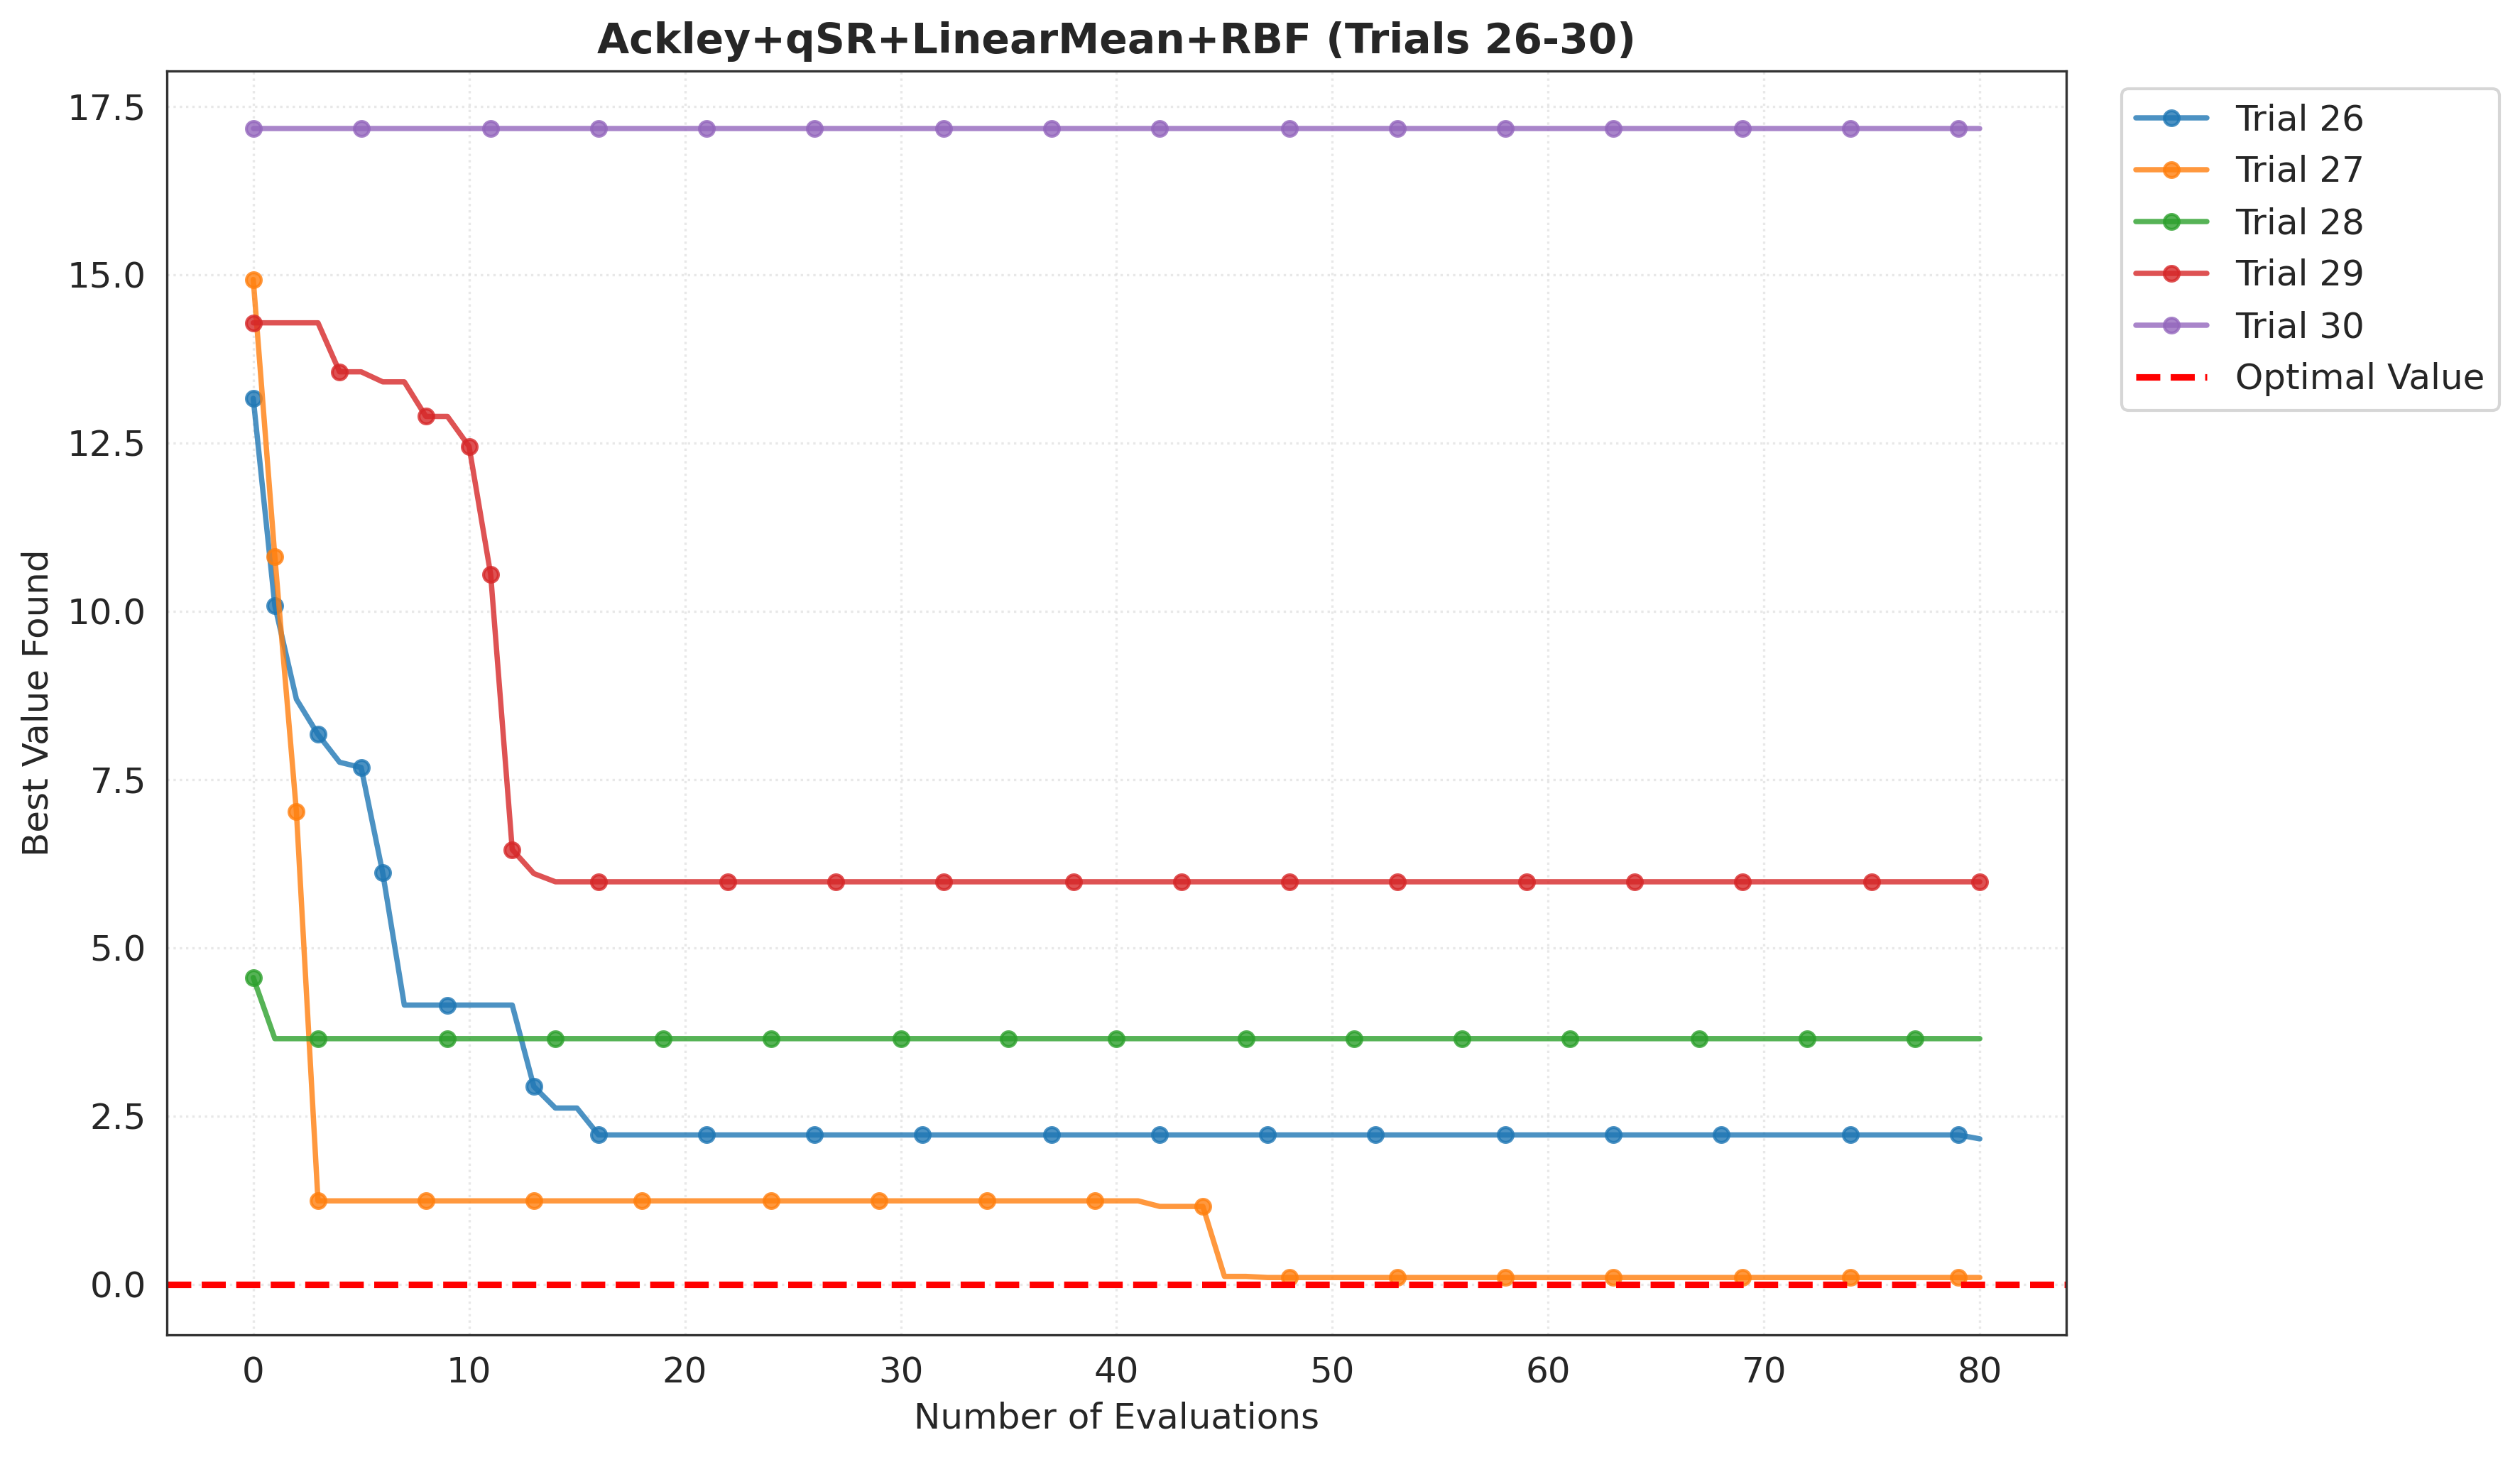 Ackley+qSR+LinearMean+RBF (Trials 26-30)
17.5
15.0
12.5
10.0
7.5
5.0
2.5
0.0
Best Value Found
0 10 20 30 40 50 60 70 80
Number of Evaluations
Trial 26
Trial 27
Trial 28
Trial 29
Trial 30
Optimal Value